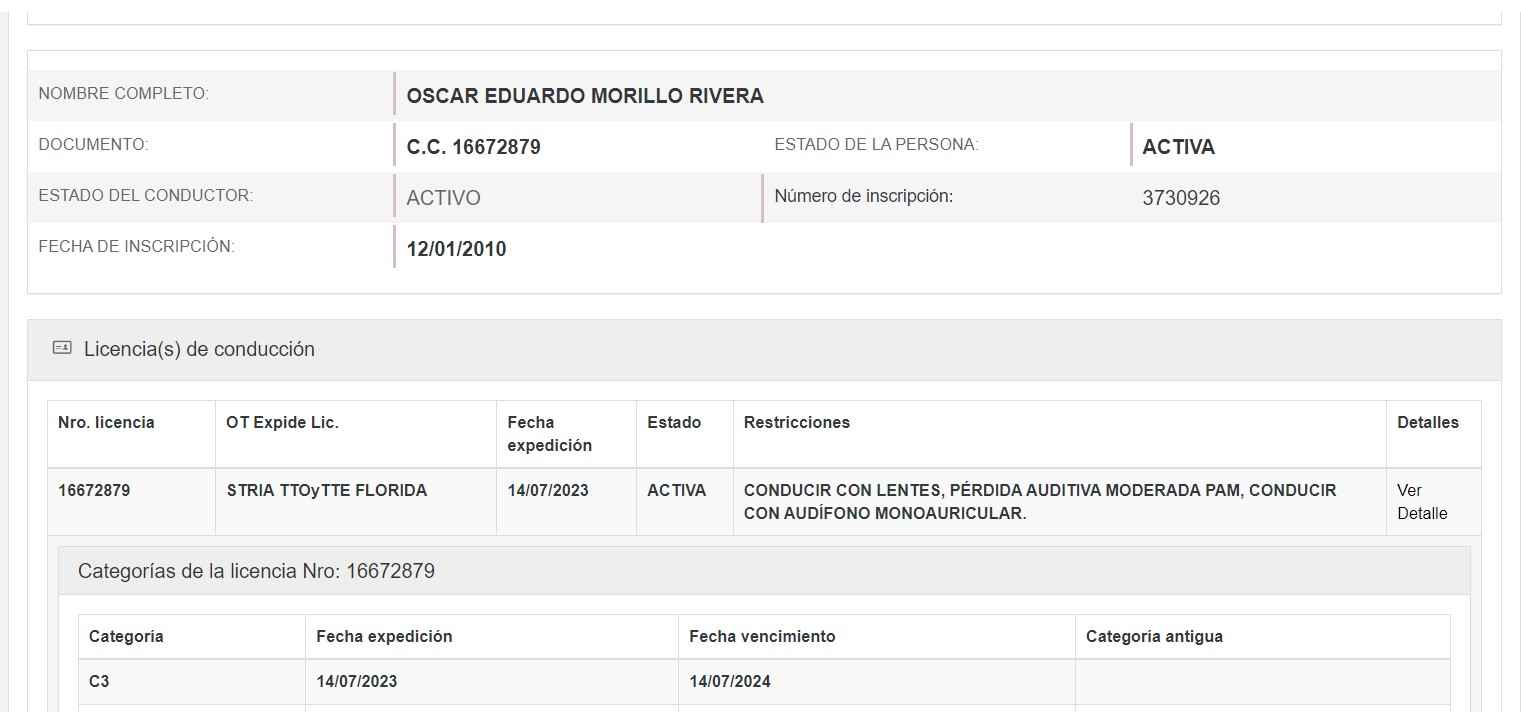 NOMBRE COMPLETO: OSCAR EDUARDO MORILLO RIVERA
DOCUMENTO: C.C. 16672879 ESTADO DE LA PERSONA: ACTIVA
ESTADO DEL CONDUCTOR: ACTIVO Número de inscripción: 3730926
FECHA DE INSCRIPCIÓN: 12/01/2010
Licencia(s) de conducción
Nro. licencia OT Expide Lic. Fecha expedición Estado Restricciones Detalles
16672879 STRIA TTOyTTE FLORIDA 14/07/2023 ACTIVA CONDUCIR CON LENTES, PÉRDIDA AUDITIVA MODERADA PAM, CONDUCIR CON AUDÍFONO MONOAURICULAR. Ver Detalle
Categorías de la licencia Nro: 16672879
Categoría Fecha expedición Fecha vencimiento Categoría antigua
C3 14/07/2023 14/07/2024